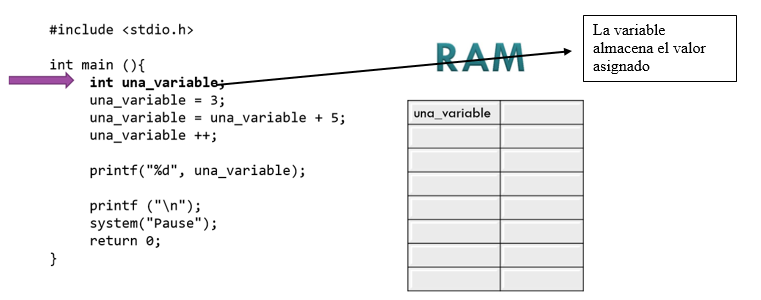 #include <stdio.h>
int main (){
int una_variable;
una_variable = 3;
una_variable = una_variable + 5;
una_variable ++;
printf("%d", una_variable);
printf ("\n");
system("Pause");
return 0;
}
RAM
una_variable
La variable
almacena el valor
asignado